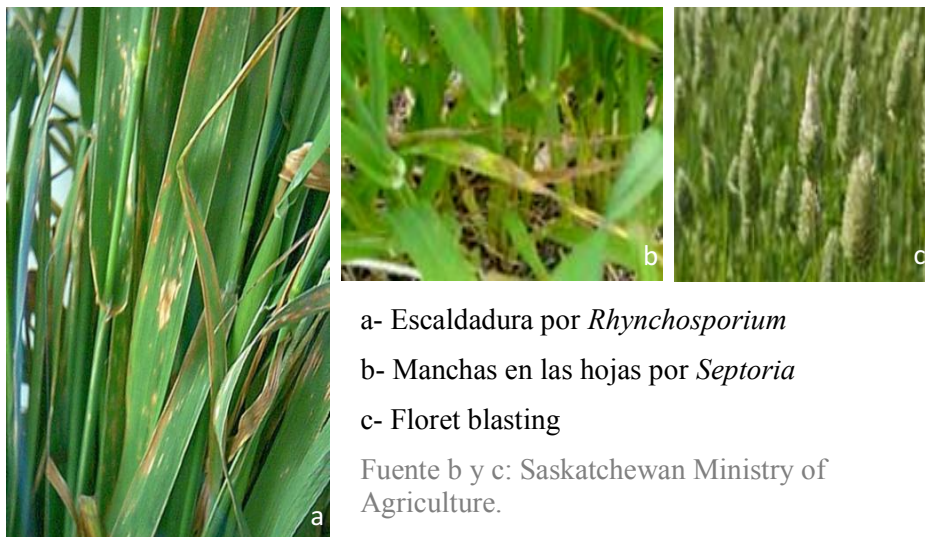 a
b
c
a- Escaldadura por Rhynchosporium
b- Manchas en las hojas por Septoria
c- Floret blasting
Fuente b y c: Saskatchewan Ministry of
Agriculture.